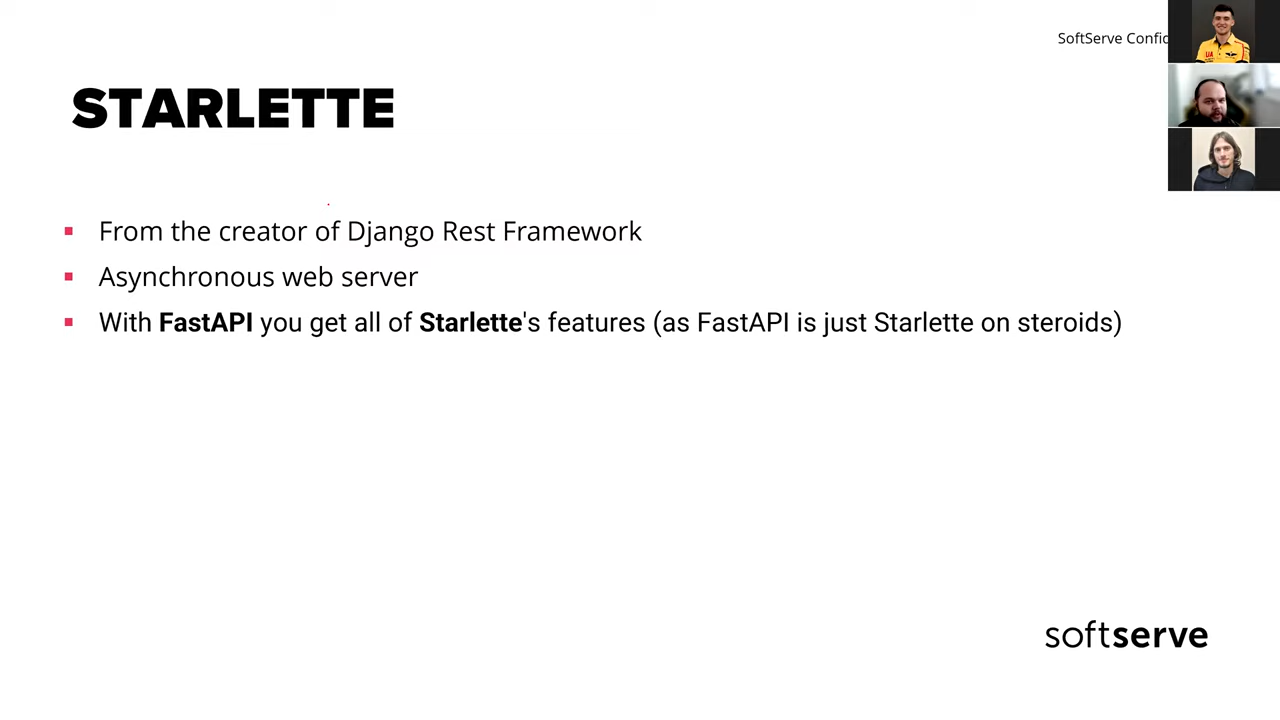 SoftServe Confid
STARLETTE
From the creator of Django Rest Framework
Asynchronous web server
With FastAPI you get all of Starlette's features (as FastAPI is just Starlette on steroids)
softserve